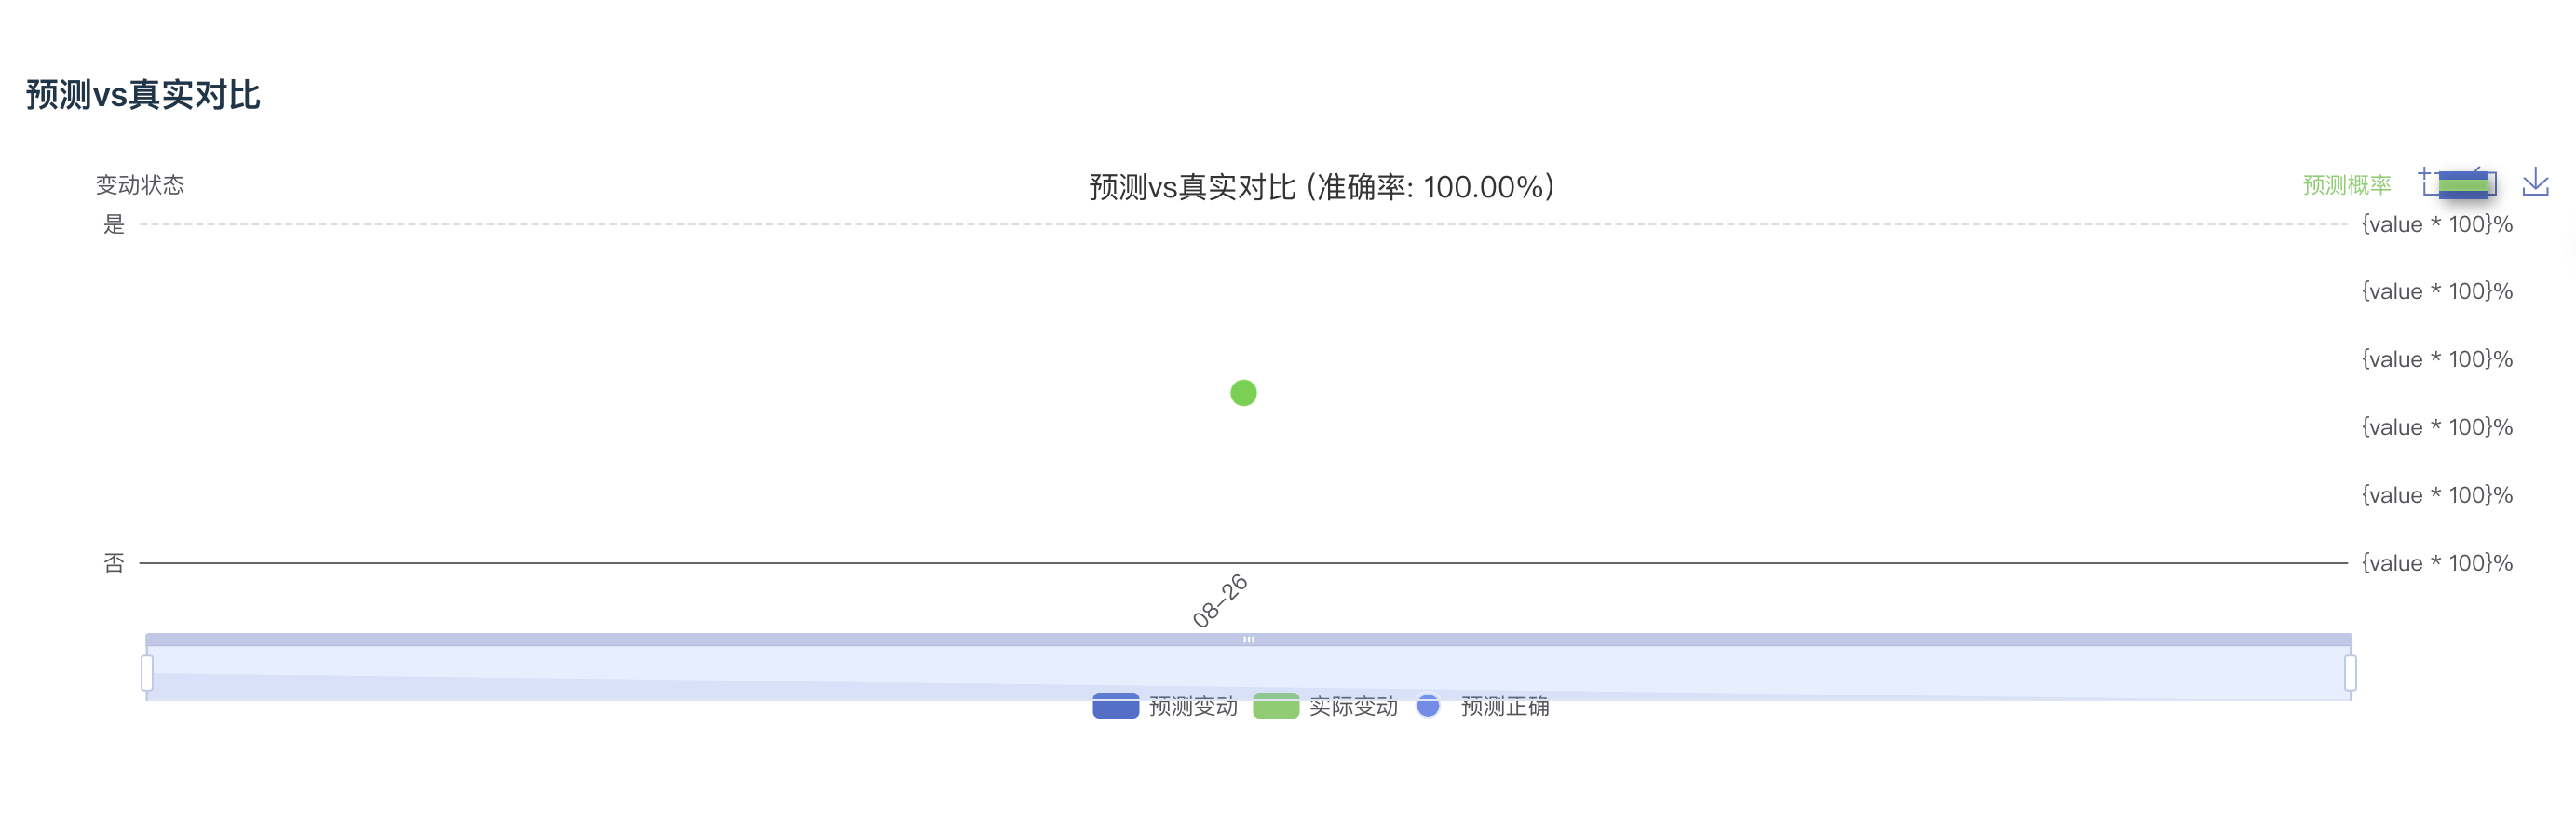 预测vs真实对比
变动状态
预测vs真实对比 (准确率: 100.00%)
预测概率
是
{value * 100}%
{value * 100}%
{value * 100}%
{value * 100}%
{value * 100}%
否
{value * 100}%
08-26
预测变动 实际变动 预测正确